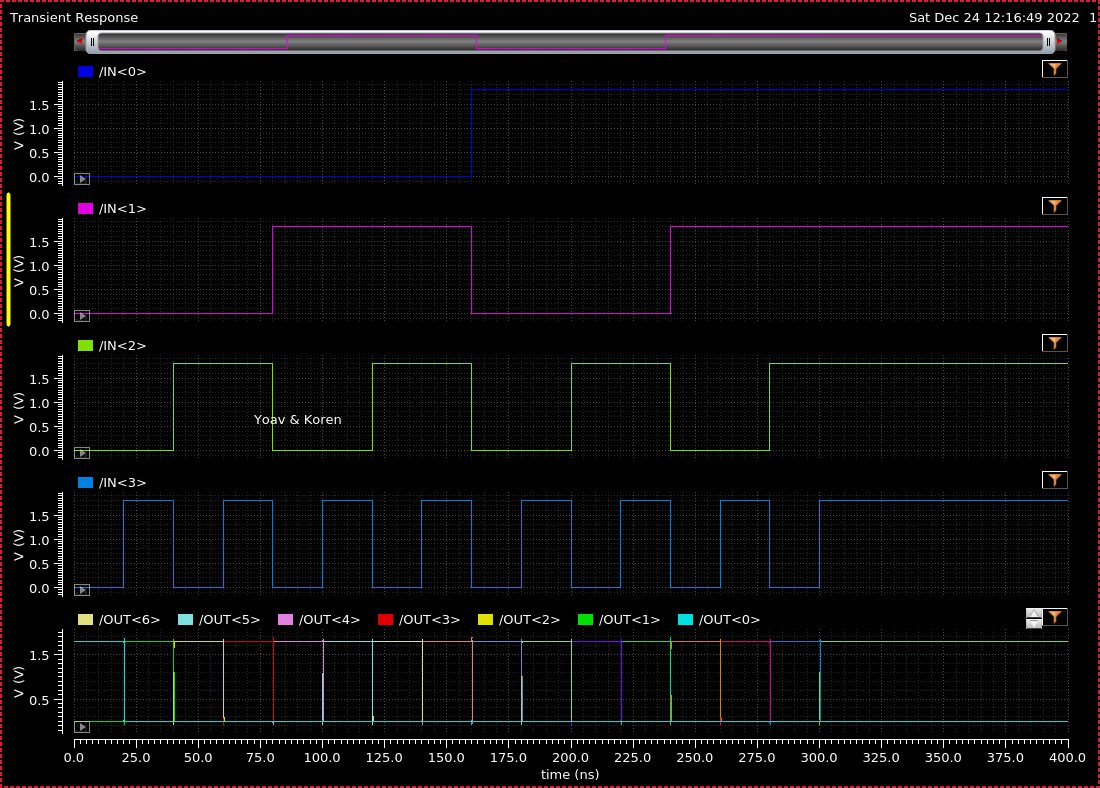 Transient Response Sat Dec 24 12:16:49 2022 1
/IN<0>
V (V)
1.5
1.0
0.5
0.0
/IN<1>
V (V)
1.5
1.0
0.5
0.0
/IN<2>
V (V)
1.5
1.0
0.5
0.0
Yoav & Koren
/IN<3>
V (V)
1.5
1.0
0.5
0.0
/OUT<6> /OUT<5> /OUT<4> /OUT<3> /OUT<2> /OUT<1> /OUT<0>
V (V)
1.5
0.5
0.0 25.0 50.0 75.0 100.0 125.0 150.0 175.0 200.0 225.0 250.0 275.0 300.0 325.0 350.0 375.0 400.0
time (ns)